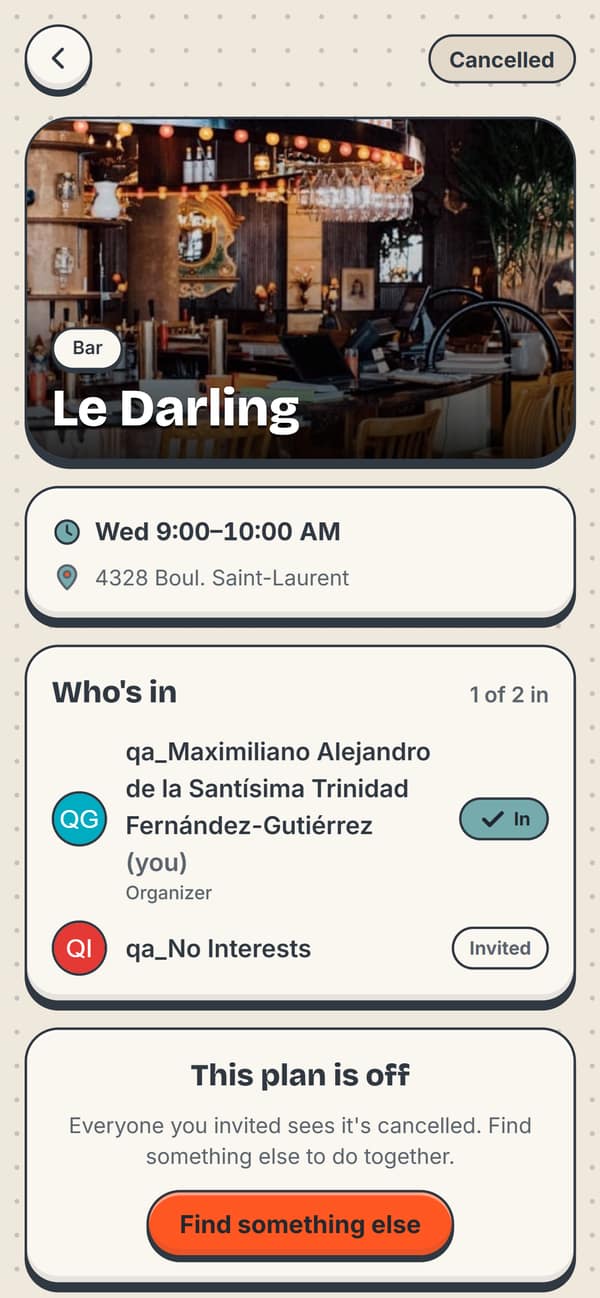 Cancelled
Bar
Le Darling
Wed 9:00–10:00 AM
4328 Boul. Saint-Laurent
Who's in
1 of 2 in
qa_Maximiliano Alejandro
de la Santísima Trinidad
Fernández-Gutiérrez
(you)
Organizer
QG
In
QI
qa_No Interests
Invited
This plan is off
Everyone you invited sees it's cancelled. Find
something else to do together.
Find something else